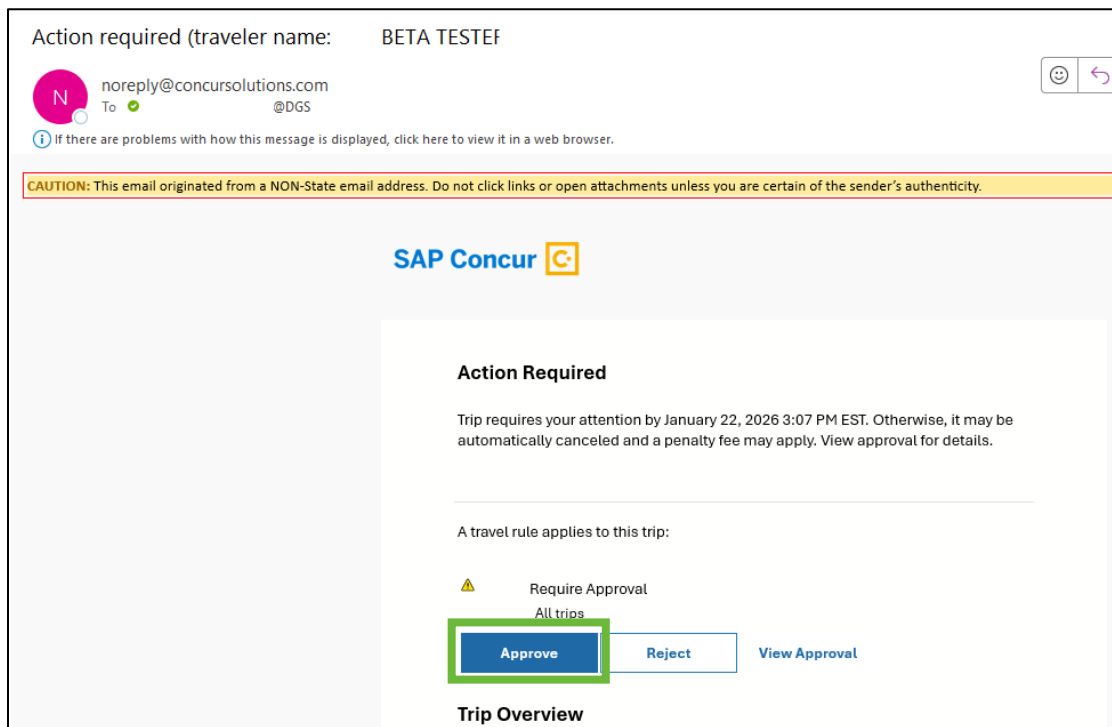 Action required (traveler name: BETA TESTER
N
noreply@concursolutions.com
To @DGS
If there are problems with how this message is displayed, click here to view it in a web browser.
CAUTION: This email originated from a NON-State email address. Do not click links or open attachments unless you are certain of the sender's authenticity.
SAP Concur C
Action Required
Trip requires your attention by January 22, 2026 3:07 PM EST. Otherwise, it may be
automatically canceled and a penalty fee may apply. View approval for details.
A travel rule applies to this trip:
Require Approval
All trips
Approve Reject View Approval
Trip Overview